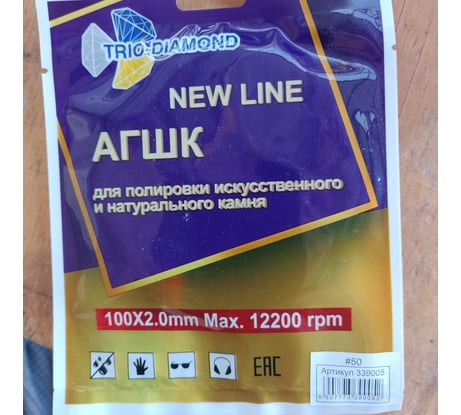 TRIO-DIAMOND
NEW LINE
АГШК
для полировки искусственного
и натурального камня
100X2.0mm Max. 12200 rpm
EAC
#50
Артикул 339005